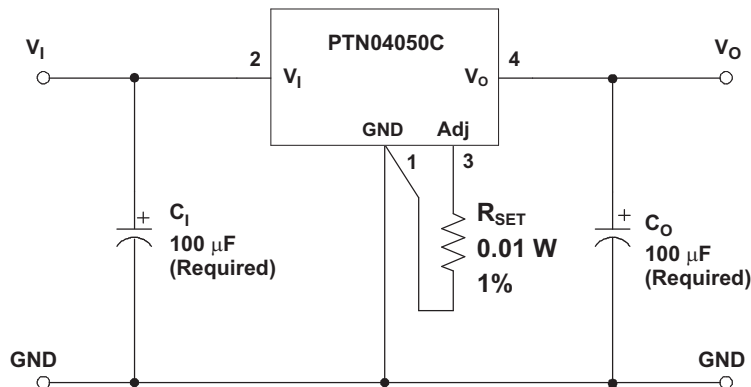 PTN04050C
V_I
2
V_I
V_O
4
V_O
GND
Adj
1
3
+
C_I
100 μF
(Required)
R_SET
0.01 W
1%
+
C_O
100 μF
(Required)
GND
GND